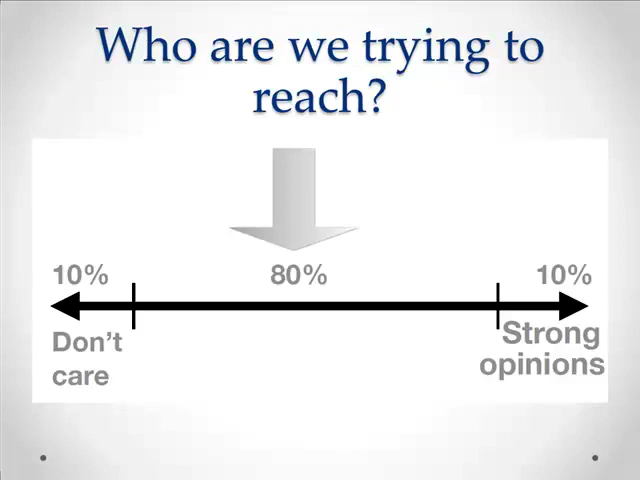 Who are we trying to
reach?
10%
80%
10%
Don't
care
Strong
opinions